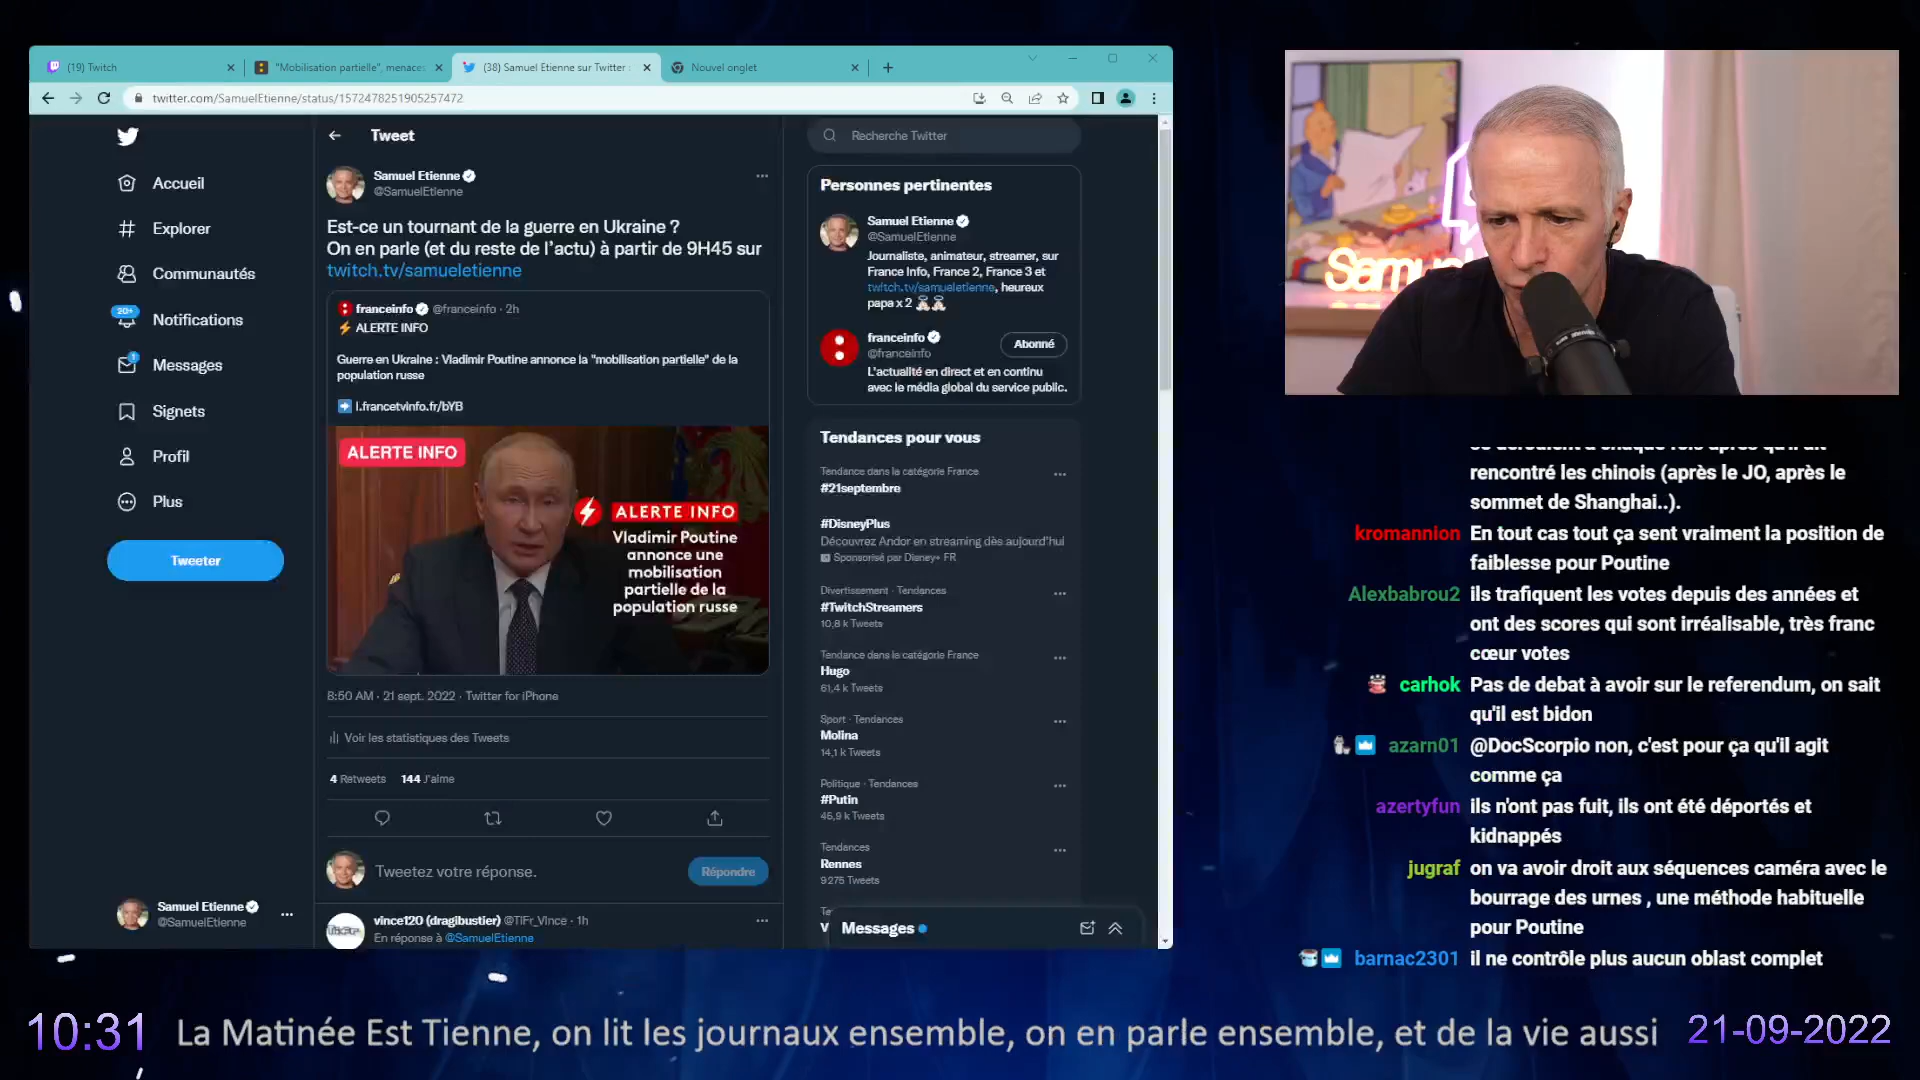 (19) Twitch
"Mobilisation partielle", menaces
(38) Samuel Etienne sur Twitter :
Nouvel onglet
twitter.com/SamuelEtienne/status/1572478251905257472
Accueil
Explorer
Communautés
20+
Notifications
1
Messages
Signets
Profil
Plus
Tweeter
Samuel Etienne
@SamuelEtienne
Tweet
Samuel Etienne
@SamuelEtienne
Est-ce un tournant de la guerre en Ukraine ?
On en parle (et du reste de l'actu) à partir de 9H45 sur
twitch.tv/samueletienne
franceinfo @franceinfo · 2h
⚡ ALERTE INFO
Guerre en Ukraine : Vladimir Poutine annonce la "mobilisation partielle" de la
population russe
➡ l.francetvinfo.fr/bYB
ALERTE INFO
ALERTE INFO
Vladimir Poutine
annonce une
mobilisation
partielle de la
population russe
8:50 AM · 21 sept. 2022 · Twitter for iPhone
Voir les statistiques des Tweets
4 Retweets 144 J'aime
Tweetez votre réponse.
Répondre
vince120 (dragibustier) @TlFr_Vince · 1h
En réponse à @SamuelEtienne
Recherche Twitter
Personnes pertinentes
Samuel Etienne
@SamuelEtienne
Journaliste, animateur, streamer, sur
France Info, France 2, France 3 et
twitch.tv/samueletienne, heureux
papa x 2
franceinfo
@franceinfo
Abonné
L'actualité en direct et en continu
avec le média global du service public.
Tendances pour vous
Tendance dans la catégorie France
#21septembre
#DisneyPlus
Découvrez Andor en streaming dès aujourd'hui
Sponsorisé par Disney+ FR
Divertissement · Tendances
#TwitchStreamers
10,8 k Tweets
Tendance dans la catégorie France
Hugo
61,4 k Tweets
Sport · Tendances
Molina
14,1 k Tweets
Politique · Tendances
#Putin
45,9 k Tweets
Tendances
Rennes
9 275 Tweets
Messages
Samuel
rencontré les chinois (après le JO, après le
sommet de Shanghai..).
kromannion En tout cas tout ça sent vraiment la position de
faiblesse pour Poutine
Alexbabrou2 ils trafiquent les votes depuis des années et
ont des scores qui sont irréalisable, très franc
cœur votes
carhok Pas de debat à avoir sur le referendum, on sait
qu'il est bidon
azarn01 @DocScorpio non, c'est pour ça qu'il agit
comme ça
azertyfun ils n'ont pas fuit, ils ont été déportés et
kidnappés
jugraf on va avoir droit aux séquences caméra avec le
bourrage des urnes , une méthode habituelle
pour Poutine
barnac2301 il ne contrôle plus aucun oblast complet
10:31
La Matinée Est Tienne, on lit les journaux ensemble, on en parle ensemble, et de la vie aussi
21-09-2022